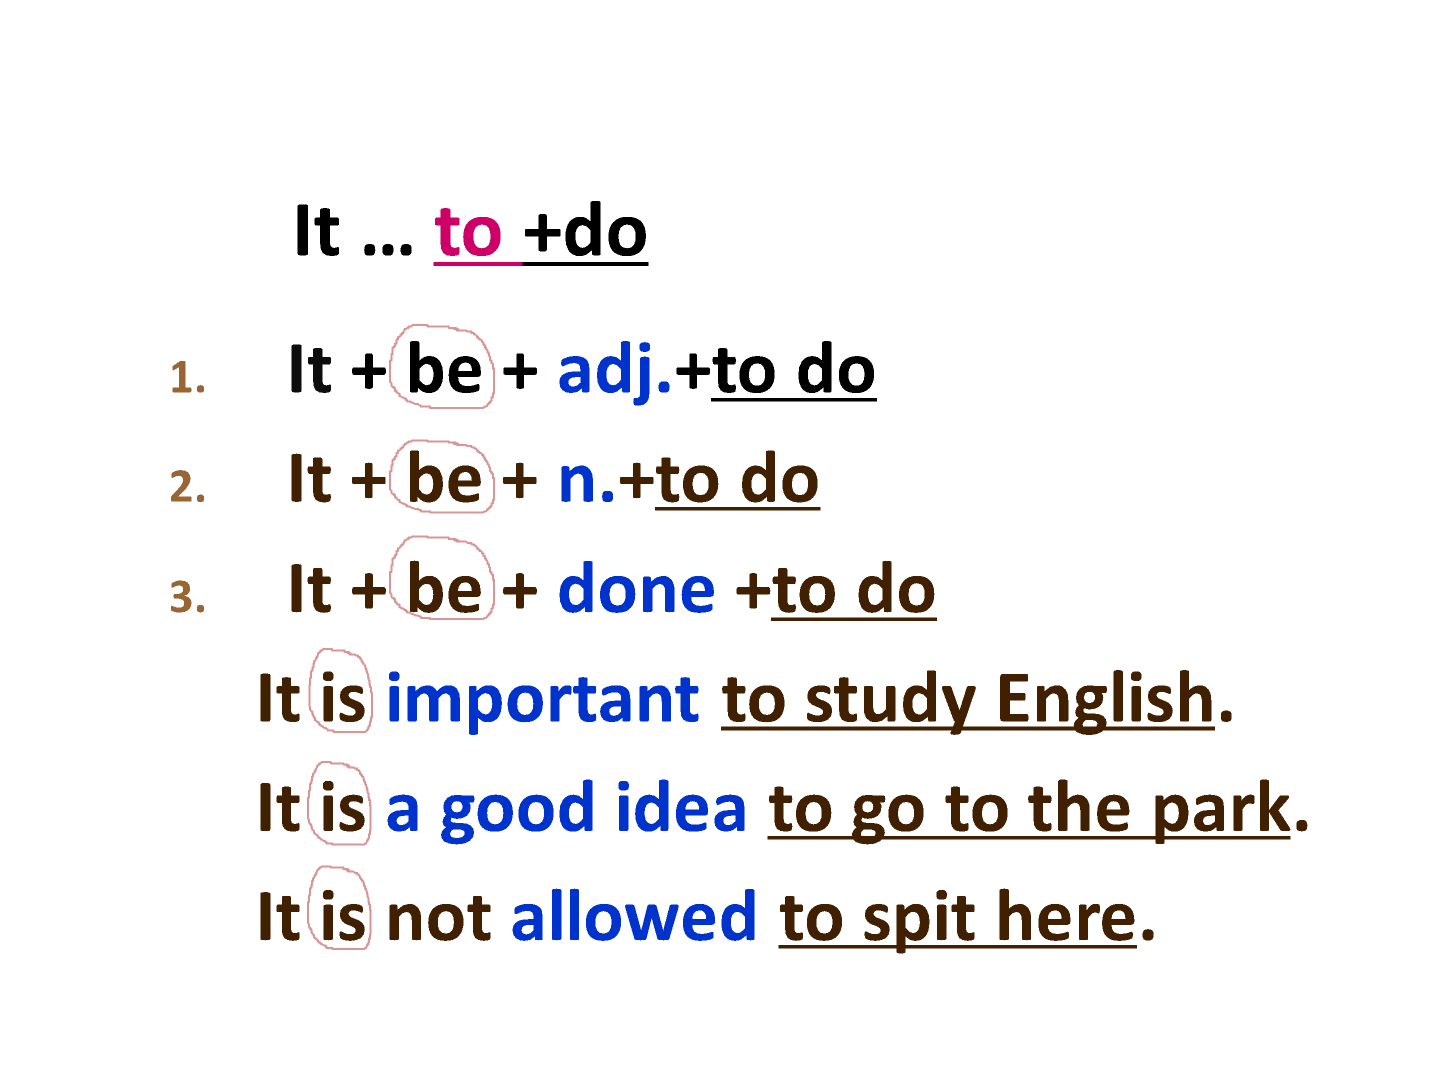 It ... to +do
1. It + be + adj.+to do
2. It + be + n.+to do
3. It + be + done +to do
It is important to study English.
It is a good idea to go to the park.
It is not allowed to spit here.